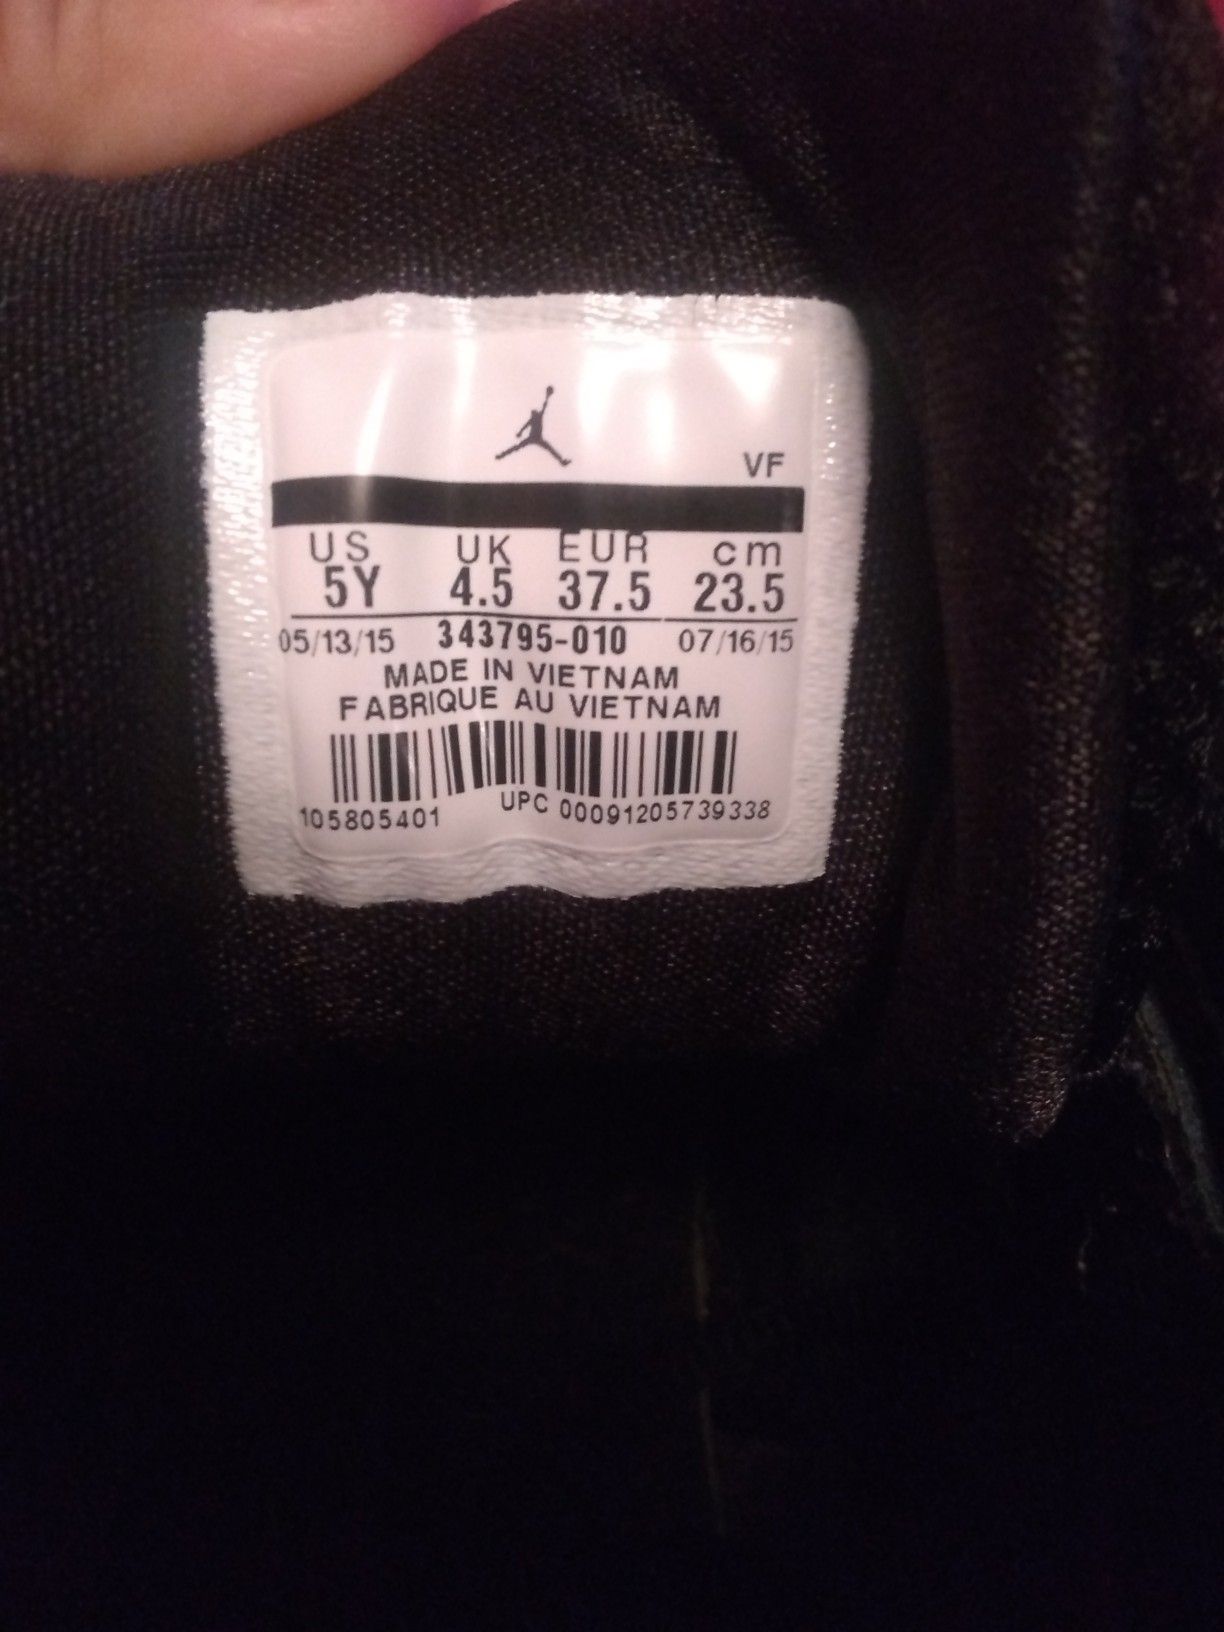 VF
US UK EUR cm
5Y 4.5 37.5 23.5
05/13/15 343795-010 07/16/15
MADE IN VIETNAM
FABRIQUE AU VIETNAM
105805401 UPC 00091205739338